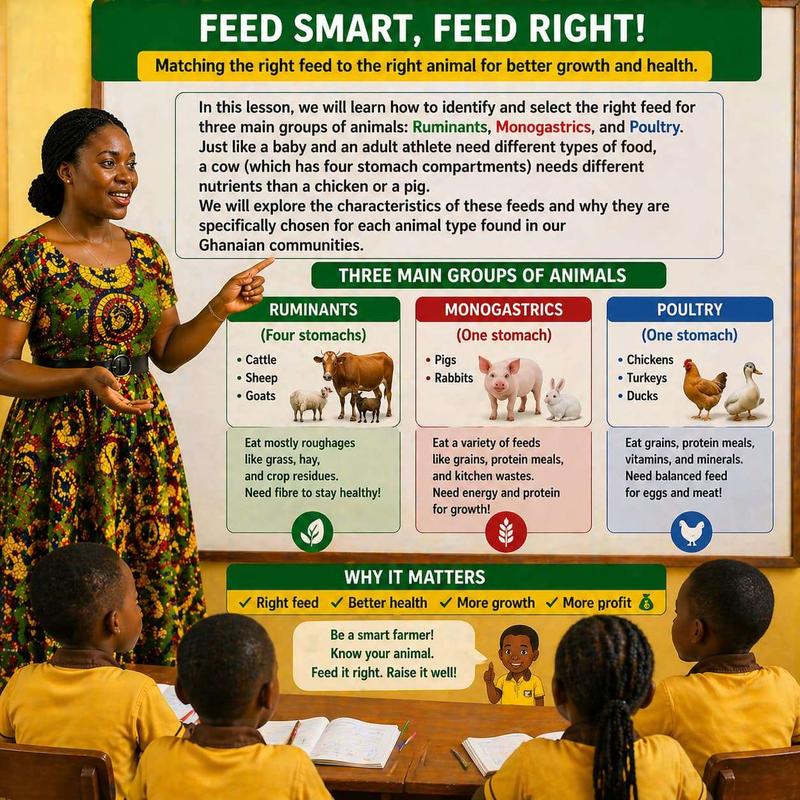 FEED SMART, FEED RIGHT!
Matching the right feed to the right animal for better growth and health.
In this lesson, we will learn how to identify and select the right feed for
three main groups of animals: Ruminants, Monogastrics, and Poultry.
Just like a baby and an adult athlete need different types of food,
a cow (which has four stomach compartments) needs different
nutrients than a chicken or a pig.
We will explore the characteristics of these feeds and why they are
specifically chosen for each animal type found in our
Ghanaian communities.
THREE MAIN GROUPS OF ANIMALS
RUMINANTS
(Four stomachs)
• Cattle
• Sheep
• Goats
Eat mostly roughages
like grass, hay,
and crop residues.
Need fibre to stay healthy!
MONOGASTRICS
(One stomach)
• Pigs
• Rabbits
Eat a variety of feeds
like grains, protein meals,
and kitchen wastes.
Need energy and protein
for growth!
POULTRY
(One stomach)
• Chickens
• Turkeys
• Ducks
Eat grains, protein meals,
vitamins, and minerals.
Need balanced feed
for eggs and meat!
WHY IT MATTERS
✓ Right feed ✓ Better health ✓ More growth ✓ More profit
Be a smart farmer!
Know your animal.
Feed it right. Raise it well!